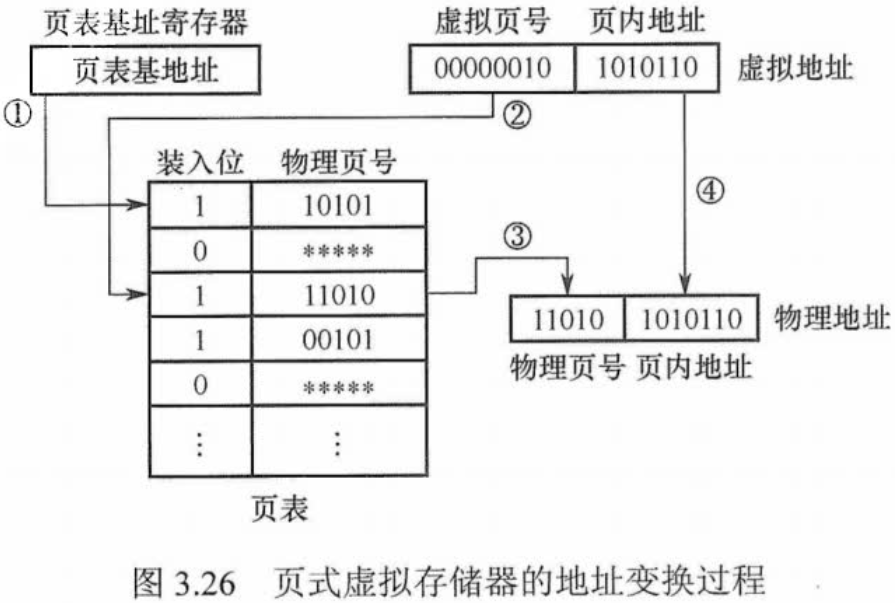 页表基址寄存器
页表基地址
虚拟页号 页内地址
00000010 1010110 虚拟地址
①
②
装入位 物理页号
1 10101
0 *****
1 11010
1 00101
0 *****
⋮ ⋮
页表
③
④
11010 1010110 物理地址
物理页号 页内地址
图 3.26 页式虚拟存储器的地址变换过程